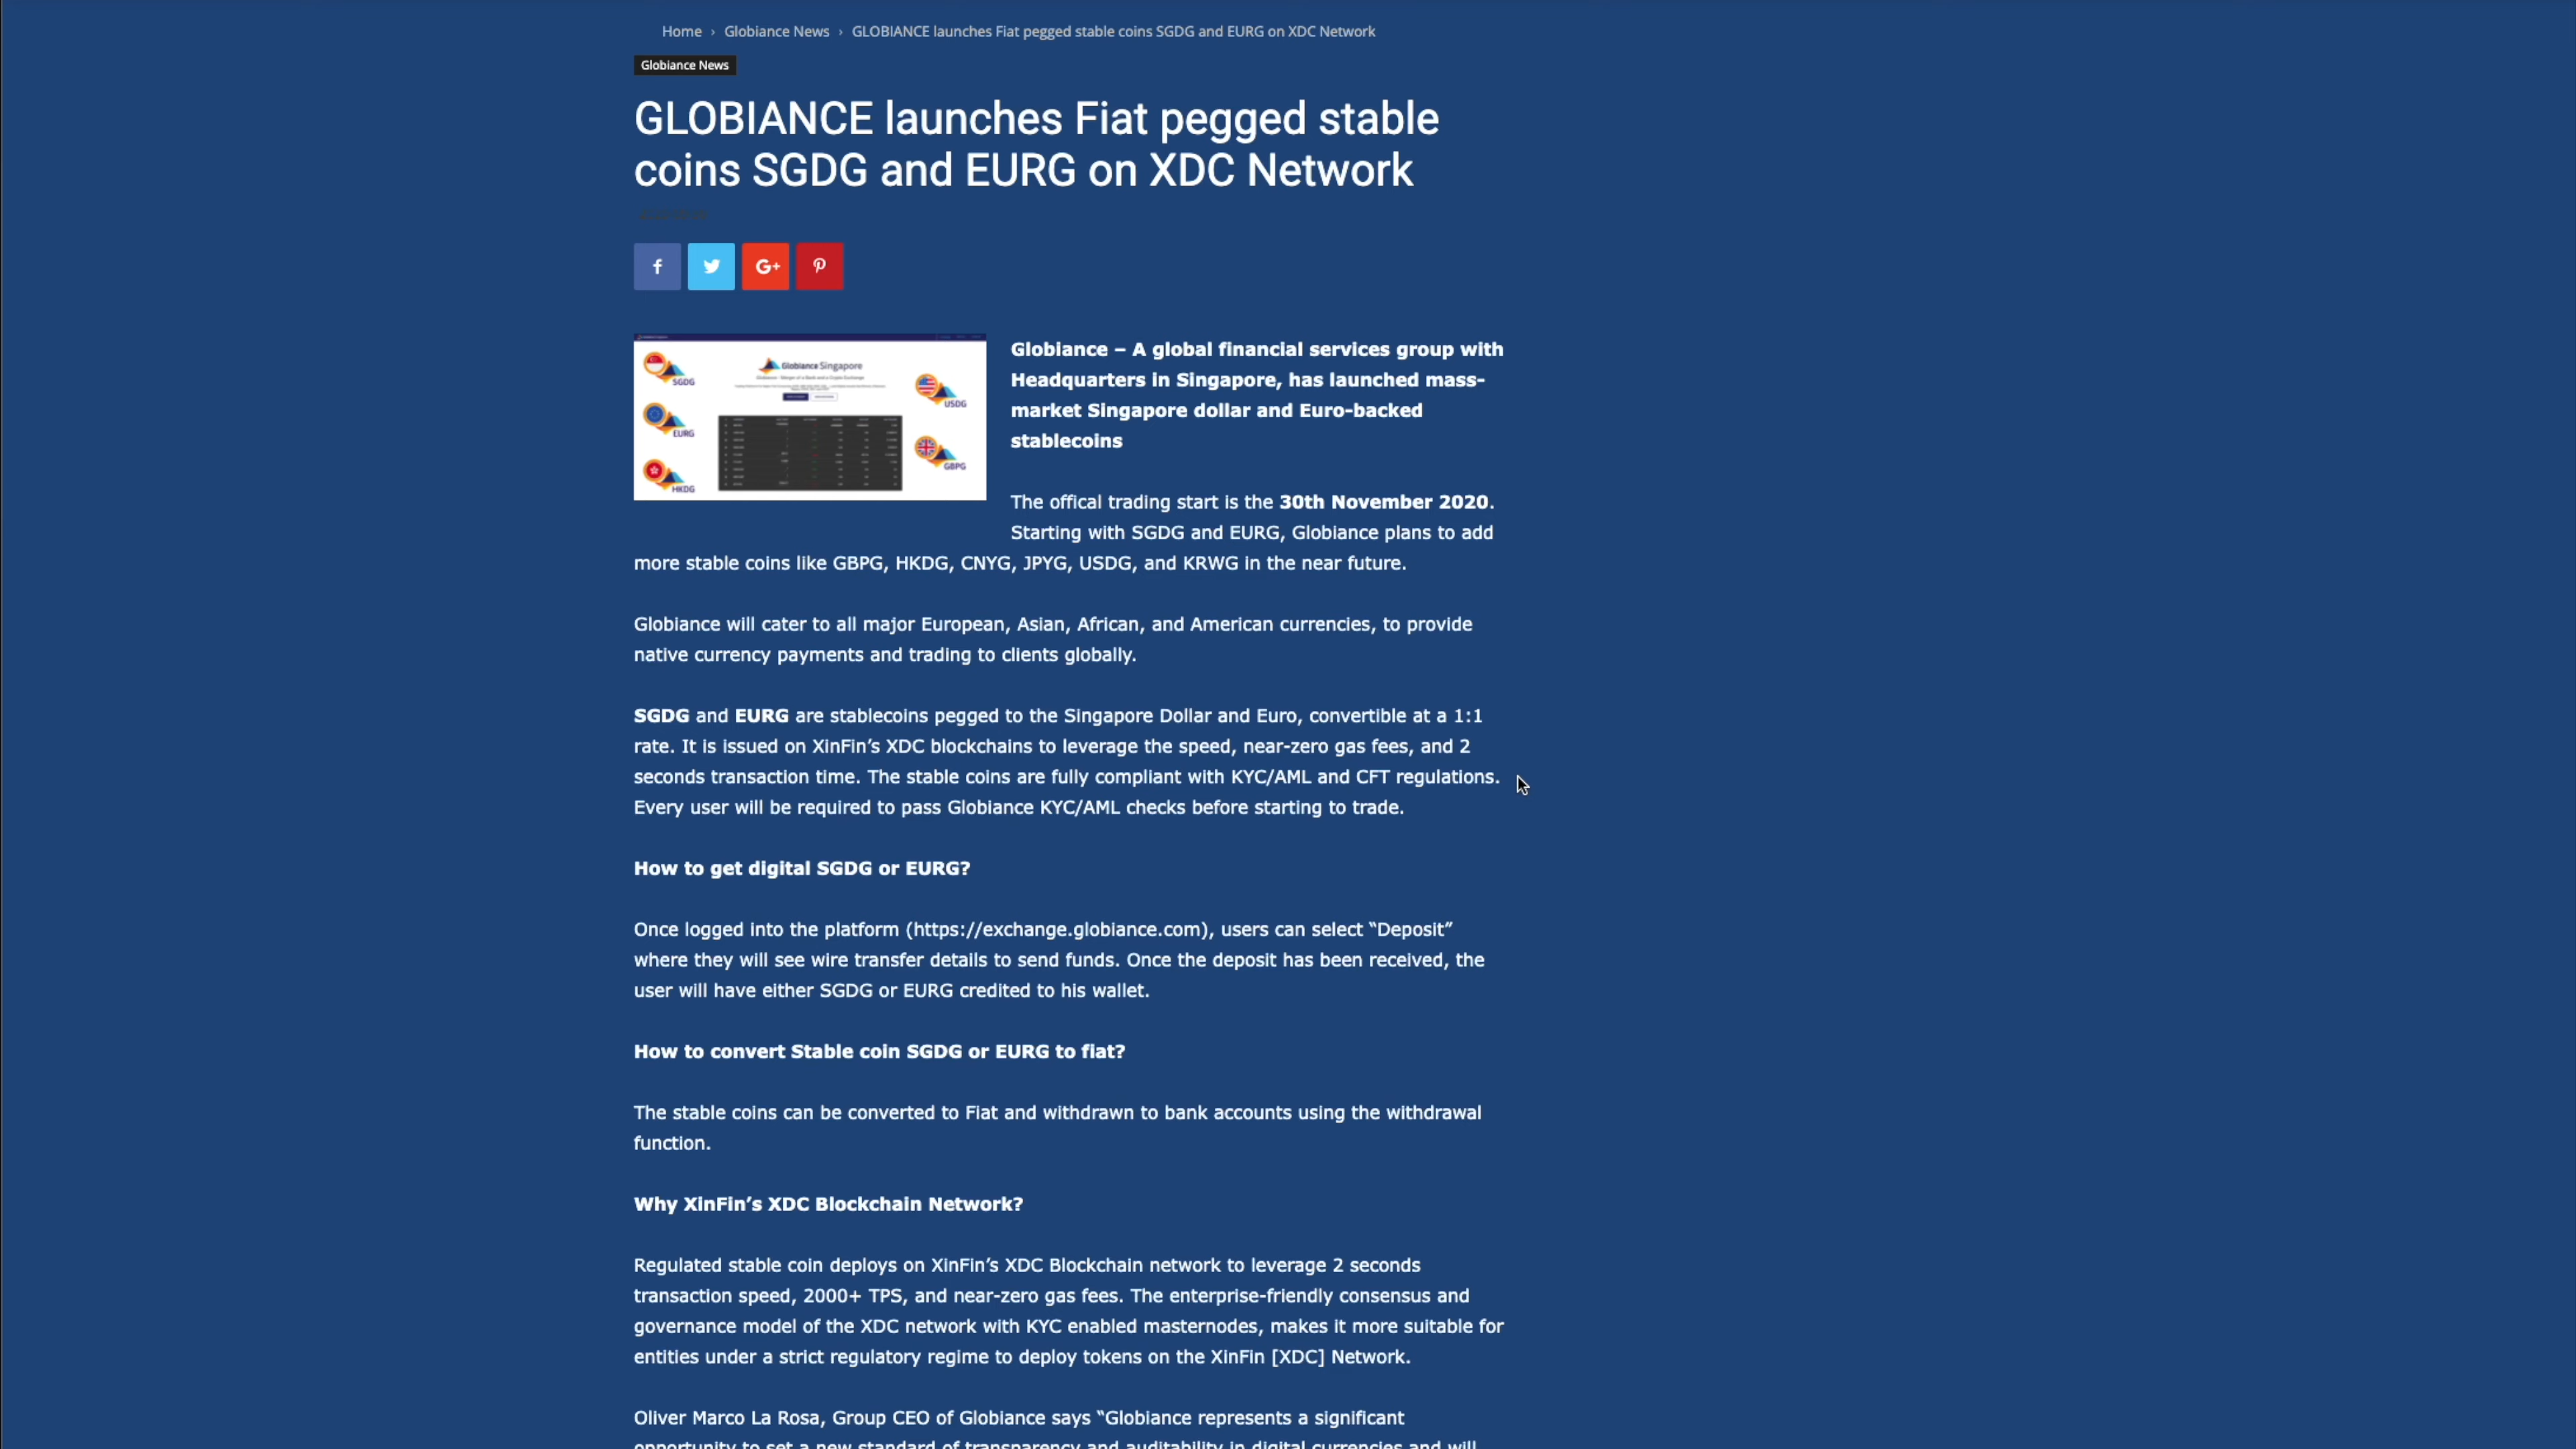 Home › Globiance News › GLOBIANCE launches Fiat pegged stable coins SGDG and EURG on XDC Network
Globiance News
GLOBIANCE launches Fiat pegged stable
coins SGDG and EURG on XDC Network
f
G+
SGDG
EURG
HKDG
Globiance Singapore
USDG
GBPG
Globiance – A global financial services group with
Headquarters in Singapore, has launched mass-
market Singapore dollar and Euro-backed
stablecoins
The offical trading start is the 30th November 2020.
Starting with SGDG and EURG, Globiance plans to add
more stable coins like GBPG, HKDG, CNYG, JPYG, USDG, and KRWG in the near future.
Globiance will cater to all major European, Asian, African, and American currencies, to provide
native currency payments and trading to clients globally.
SGDG and EURG are stablecoins pegged to the Singapore Dollar and Euro, convertible at a 1:1
rate. It is issued on XinFin’s XDC blockchains to leverage the speed, near-zero gas fees, and 2
seconds transaction time. The stable coins are fully compliant with KYC/AML and CFT regulations.
Every user will be required to pass Globiance KYC/AML checks before starting to trade.
How to get digital SGDG or EURG?
Once logged into the platform (https://exchange.globiance.com), users can select “Deposit”
where they will see wire transfer details to send funds. Once the deposit has been received, the
user will have either SGDG or EURG credited to his wallet.
How to convert Stable coin SGDG or EURG to fiat?
The stable coins can be converted to Fiat and withdrawn to bank accounts using the withdrawal
function.
Why XinFin’s XDC Blockchain Network?
Regulated stable coin deploys on XinFin’s XDC Blockchain network to leverage 2 seconds
transaction speed, 2000+ TPS, and near-zero gas fees. The enterprise-friendly consensus and
governance model of the XDC network with KYC enabled masternodes, makes it more suitable for
entities under a strict regulatory regime to deploy tokens on the XinFin [XDC] Network.
Oliver Marco La Rosa, Group CEO of Globiance says “Globiance represents a significant
opportunity to set a new standard of transparency and auditability in digital currencies and will